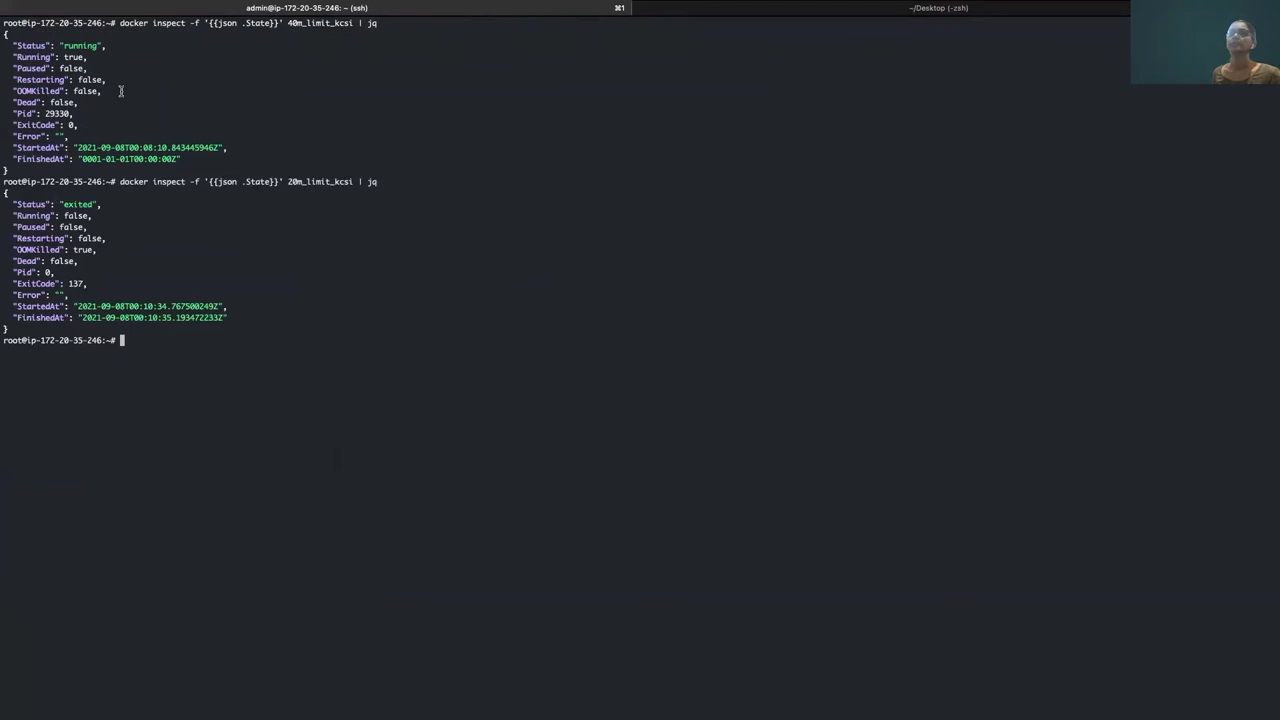 admin@ip-172-20-35-246: ~ (ssh)
⌘1
~/Desktop (-zsh)
root@ip-172-20-35-246:~# docker inspect -f '{{json .State}}' 40m_limit_kcsi | jq
{
  "Status": "running",
  "Running": true,
  "Paused": false,
  "Restarting": false,
  "OOMKilled": false,
  "Dead": false,
  "Pid": 29330,
  "ExitCode": 0,
  "Error": "",
  "StartedAt": "2021-09-08T00:08:10.843445946Z",
  "FinishedAt": "0001-01-01T00:00:00Z"
}
root@ip-172-20-35-246:~# docker inspect -f '{{json .State}}' 20m_limit_kcsi | jq
{
  "Status": "exited",
  "Running": false,
  "Paused": false,
  "Restarting": false,
  "OOMKilled": true,
  "Dead": false,
  "Pid": 0,
  "ExitCode": 137,
  "Error": "",
  "StartedAt": "2021-09-08T00:10:34.767500249Z",
  "FinishedAt": "2021-09-08T00:10:35.193472233Z"
}
root@ip-172-20-35-246:~#